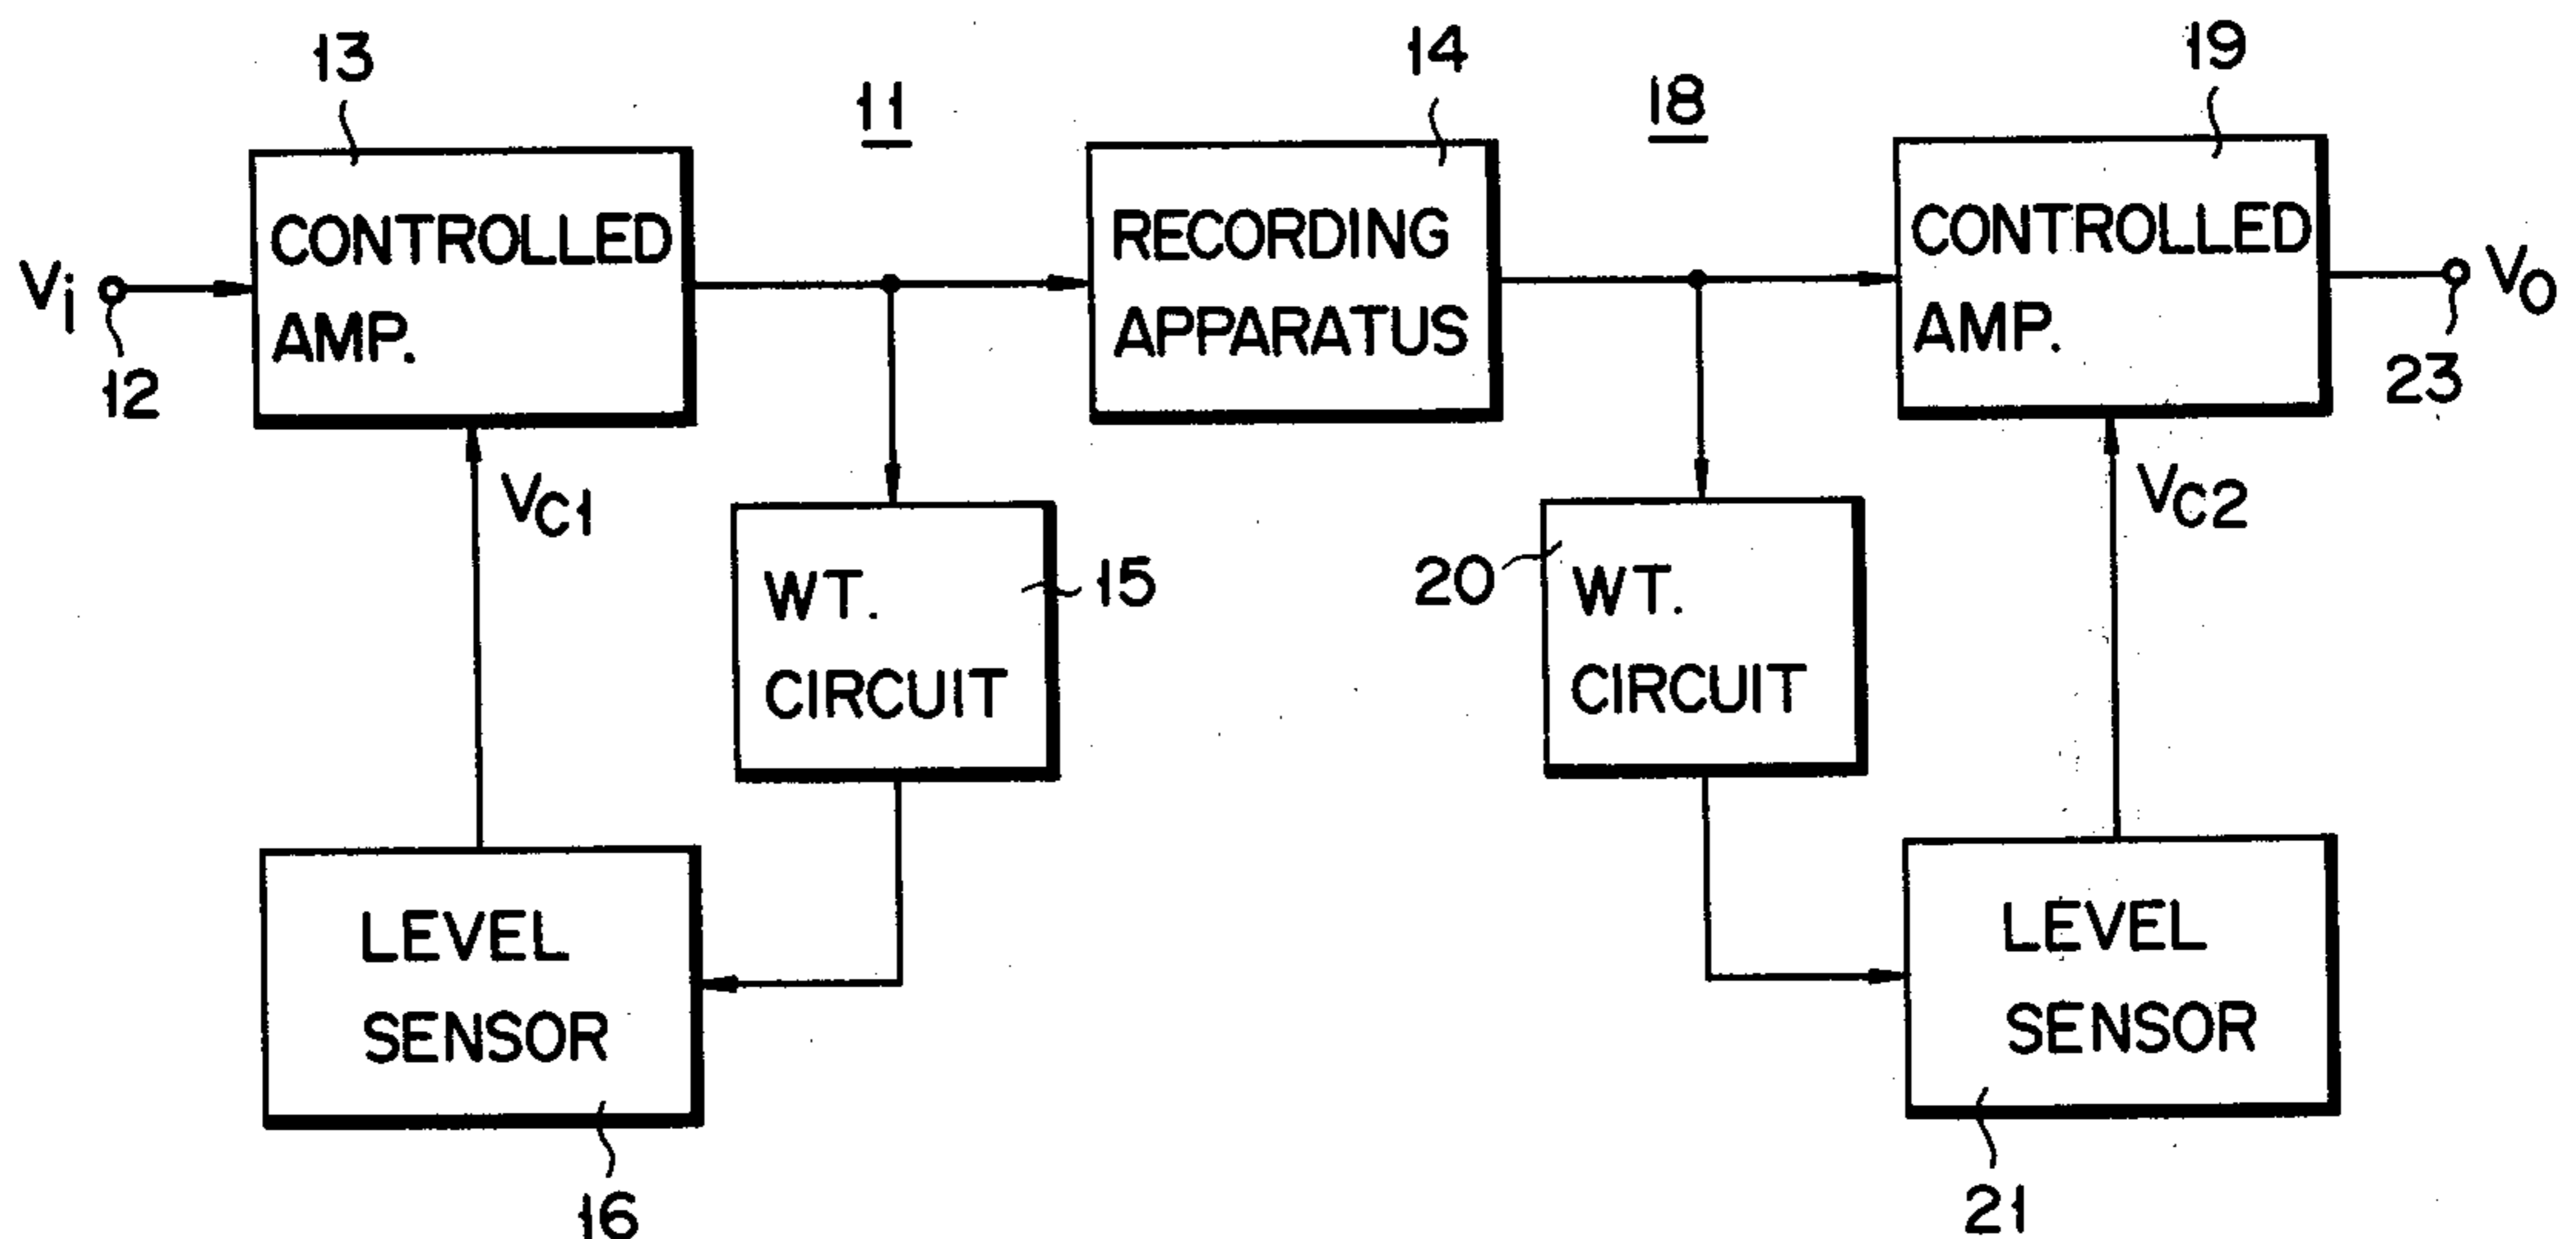 13
11
14
18
19
CONTROLLED
AMP.
RECORDING
APPARATUS
CONTROLLED
AMP.
Vi
12
VO
23
VC1
VC2
WT.
CIRCUIT
15
20
WT.
CIRCUIT
LEVEL
SENSOR
16
LEVEL
SENSOR
21